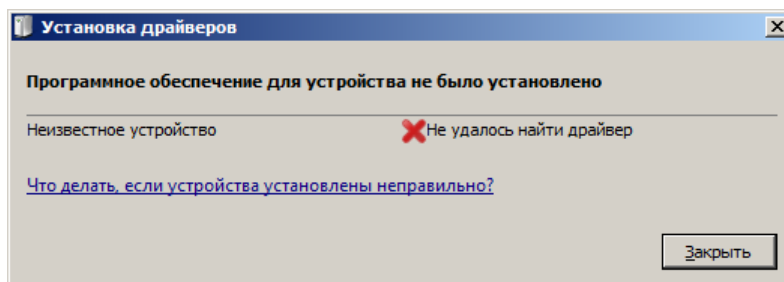 Установка драйверов
Программное обеспечение для устройства не было установлено
Неизвестное устройство Не удалось найти драйвер
Что делать, если устройства установлены неправильно?
Закрыть